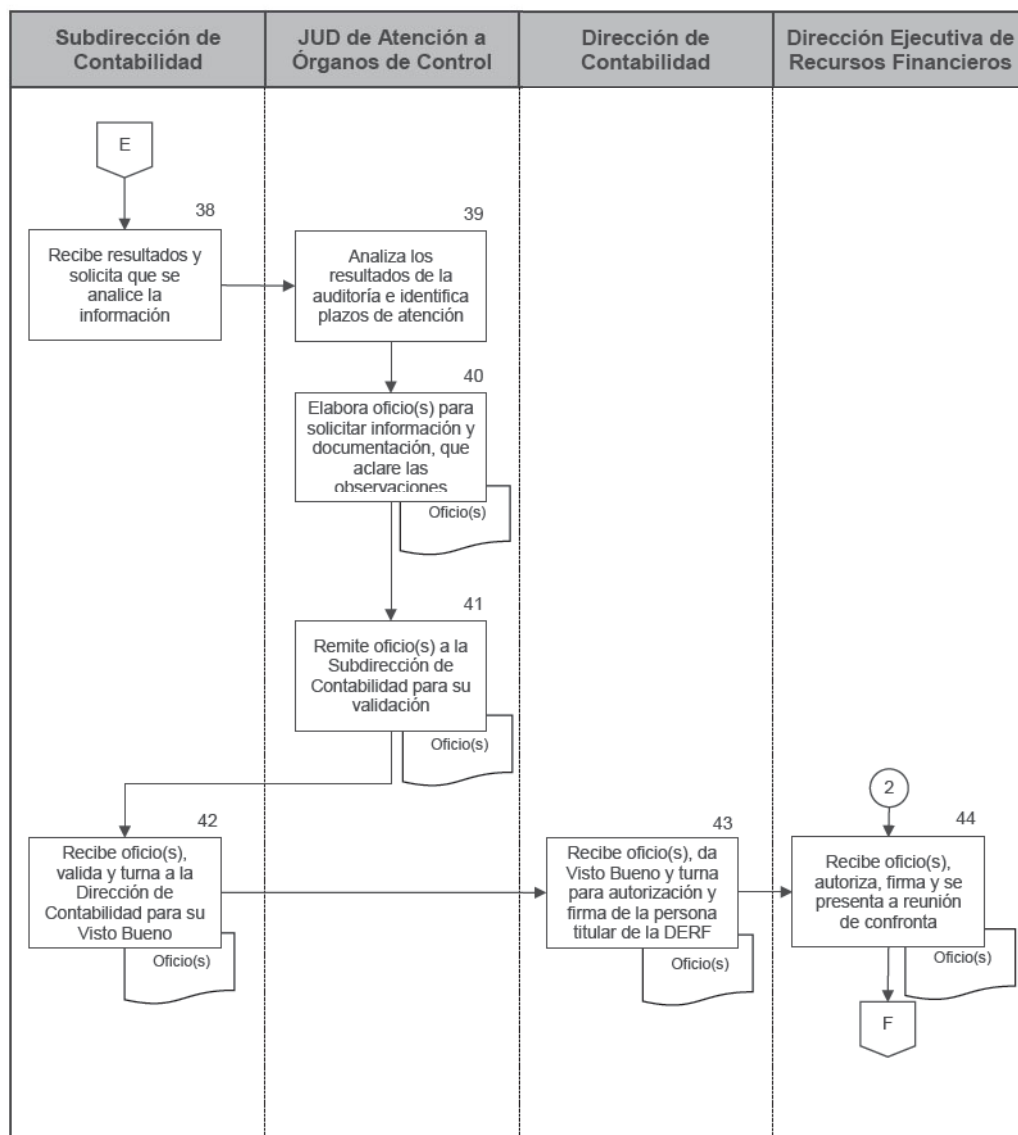 Subdirección de
Contabilidad
JUD de Atención a
Órganos de Control
Dirección de
Contabilidad
Dirección Ejecutiva de
Recursos Financieros
E
38
Recibe resultados y
solicita que se
analice la
información
39
Analiza los
resultados de la
auditoría e identifica
plazos de atención
40
Elabora oficio(s) para
solicitar información y
documentación, que
aclare las
observaciones
Oficio(s)
41
Remite oficio(s) a la
Subdirección de
Contabilidad para su
validación
Oficio(s)
42
Recibe oficio(s),
valida y turna a la
Dirección de
Contabilidad para su
Visto Bueno
Oficio(s)
43
Recibe oficio(s), da
Visto Bueno y turna
para autorización y
firma de la persona
titular de la DERF
Oficio(s)
2
44
Recibe oficio(s),
autoriza, firma y se
presenta a reunión
de confronta
Oficio(s)
F